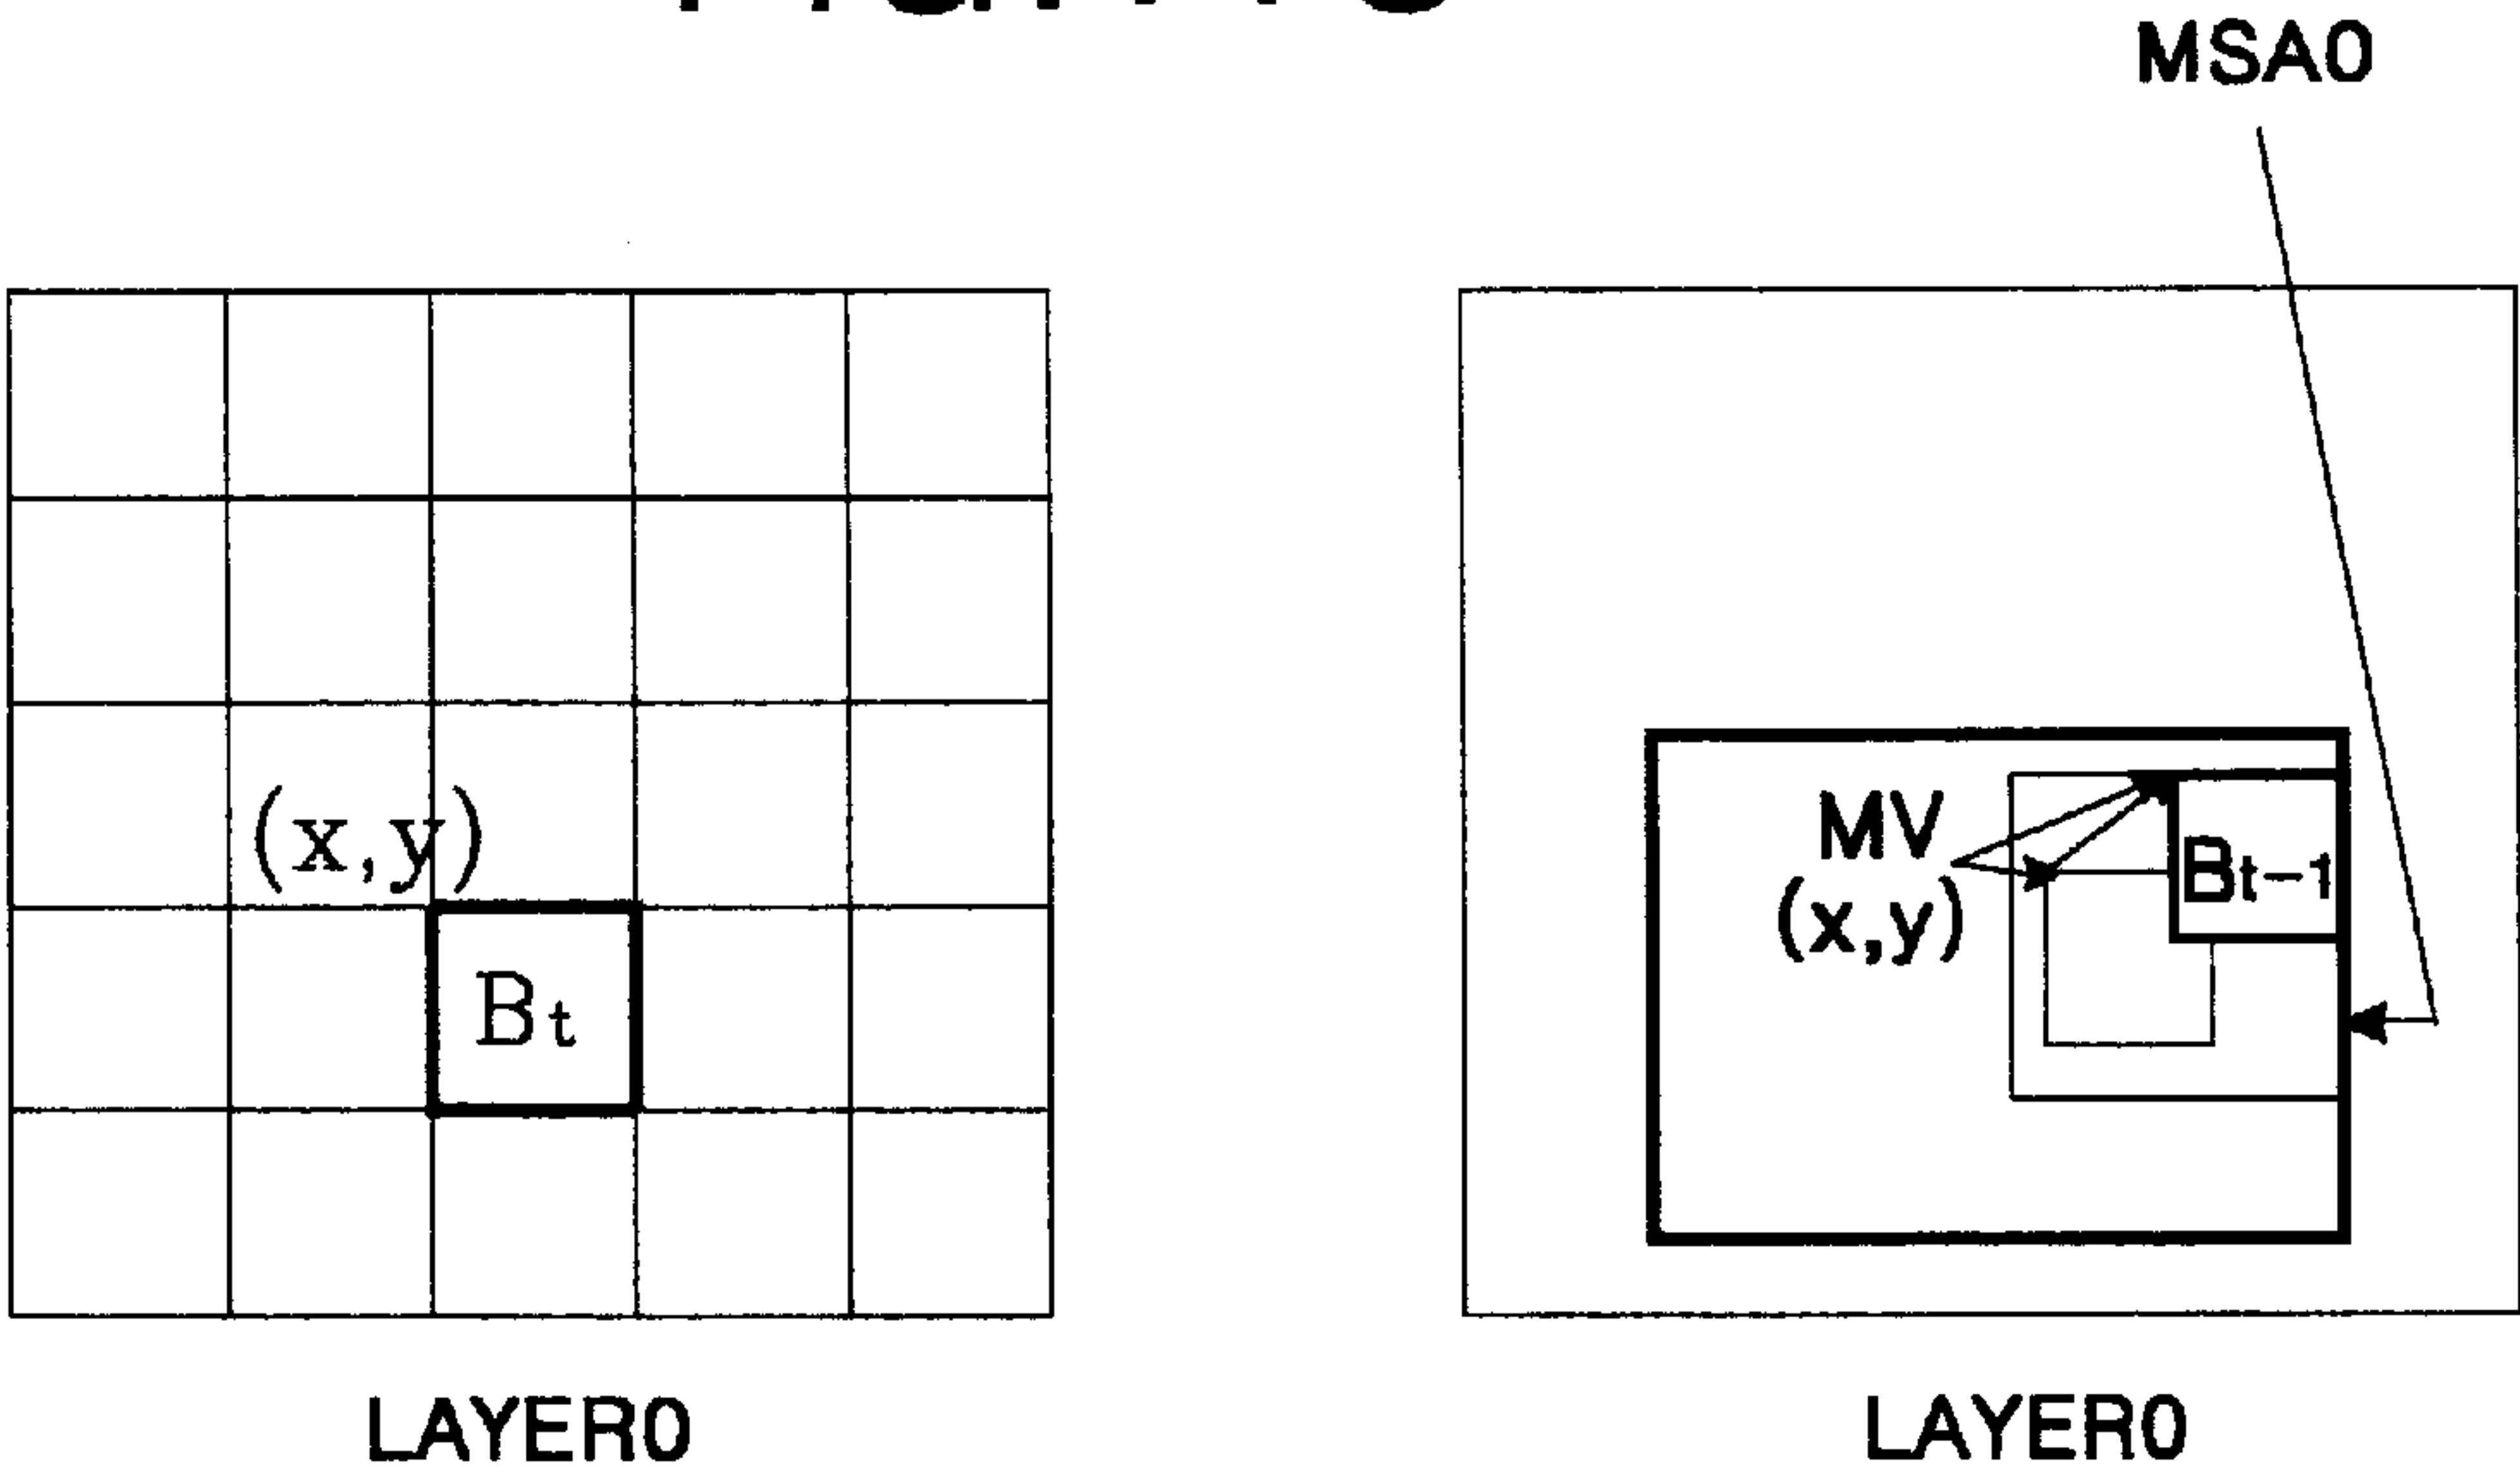 MSA0
(x,y)
Bt
MV
(x,y)
Bt-1
LAYER0
LAYER0